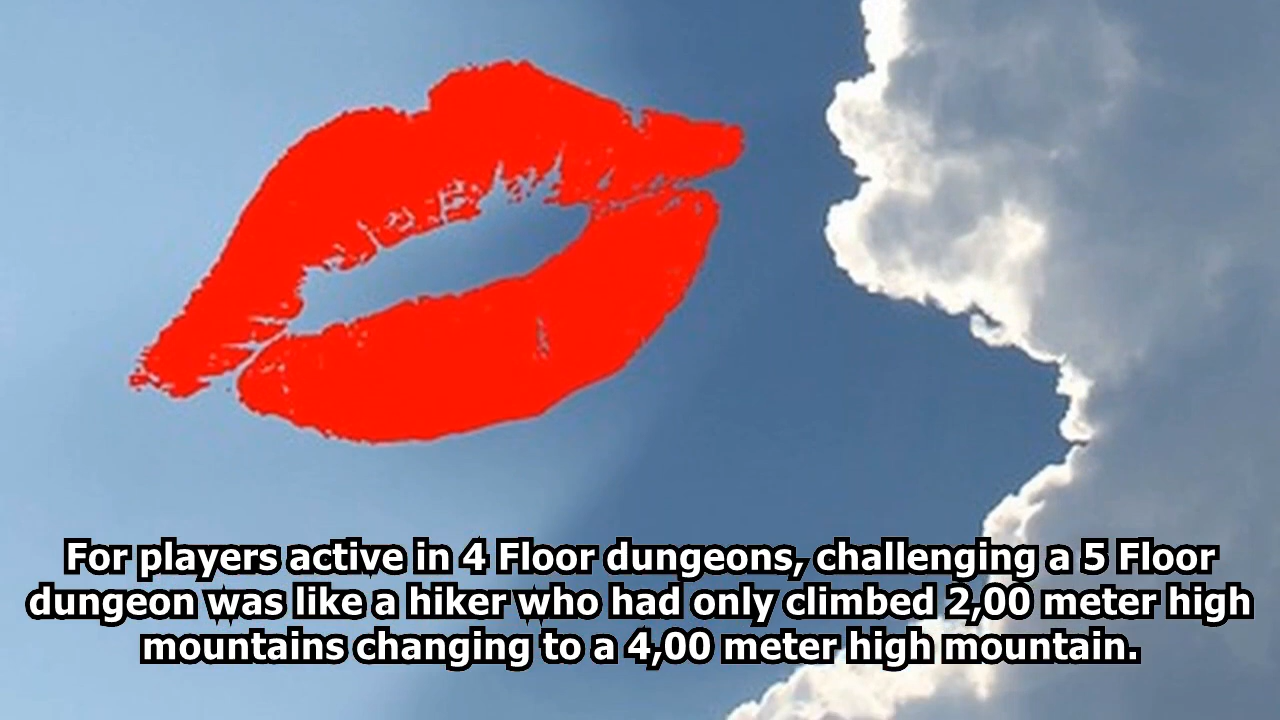 For players active in 4 Floor dungeons, challenging a 5 Floor
dungeon was like a hiker who had only climbed 2,00 meter high
mountains changing to a 4,00 meter high mountain.